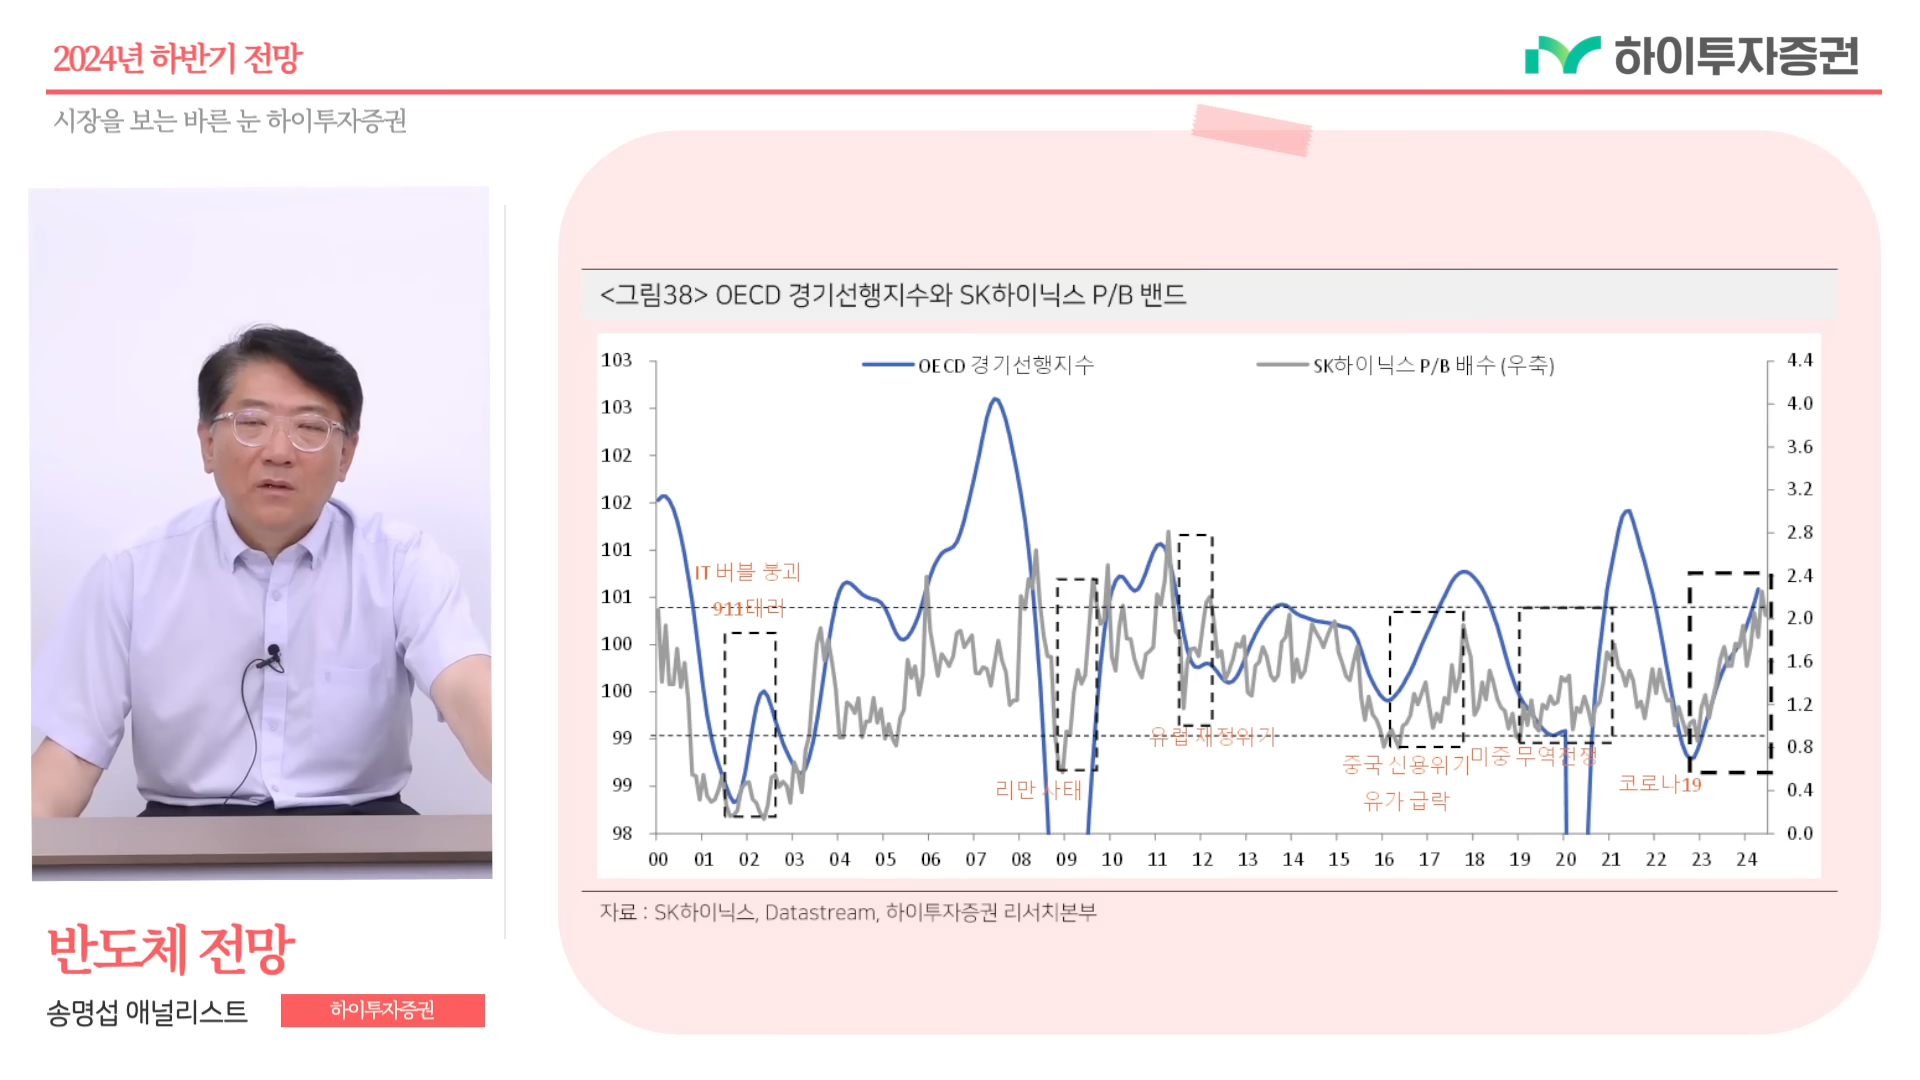 2024년 하반기 전망
하이투자증권
시장을 보는 바른 눈 하이투자증권
<그림38> OECD 경기선행지수와 SK하이닉스 P/B 밴드
OECD 경기선행지수
SK하이닉스 P/B 배수 (우축)
103
103
102
102
101
101
100
100
99
99
98
4.4
4.0
3.6
3.2
2.8
2.4
2.0
1.6
1.2
0.8
0.4
0.0
IT 버블 붕괴
911테러
리만 사태
유럽 재정위기
중국 신용위기
유가 급락
미중 무역전쟁
코로나19
00 01 02 03 04 05 06 07 08 09 10 11 12 13 14 15 16 17 18 19 20 21 22 23 24
자료 : SK하이닉스, Datastream, 하이투자증권 리서치본부
반도체 전망
송명섭 애널리스트
하이투자증권